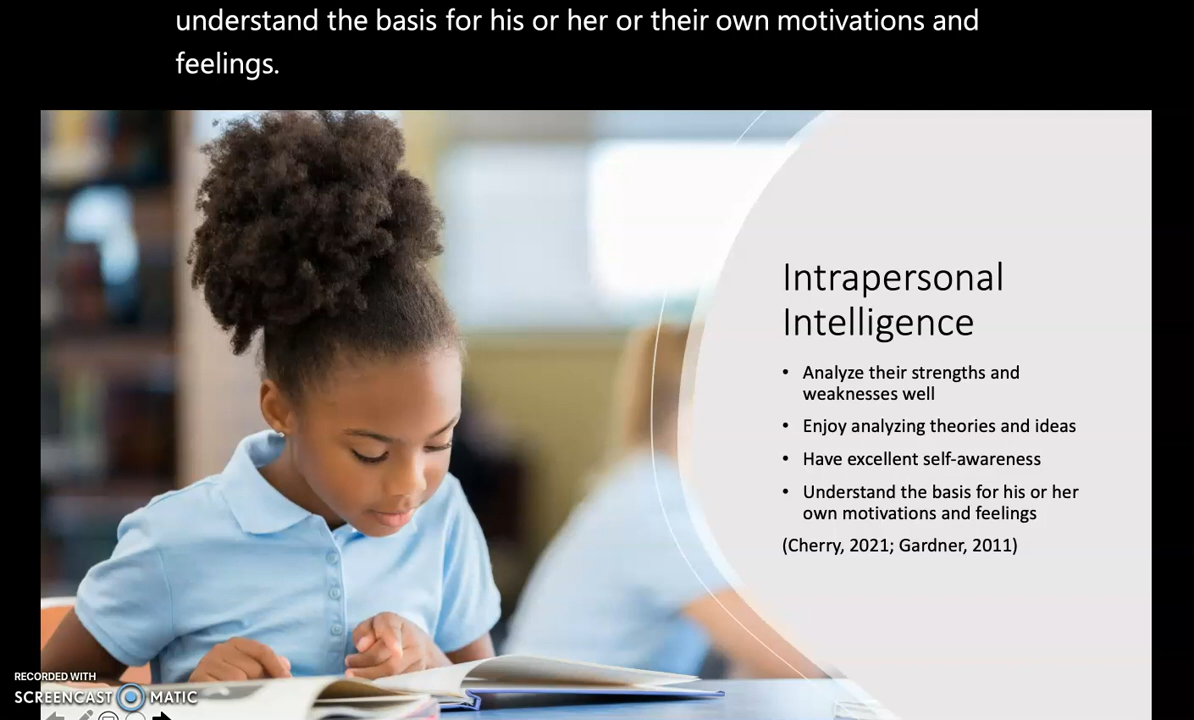 understand the basis for his or her or their own motivations and
feelings.
Intrapersonal
Intelligence
• Analyze their strengths and
weaknesses well
• Enjoy analyzing theories and ideas
• Have excellent self-awareness
• Understand the basis for his or her
own motivations and feelings
(Cherry, 2021; Gardner, 2011)
RECORDED WITH
SCREENCAST MATIC